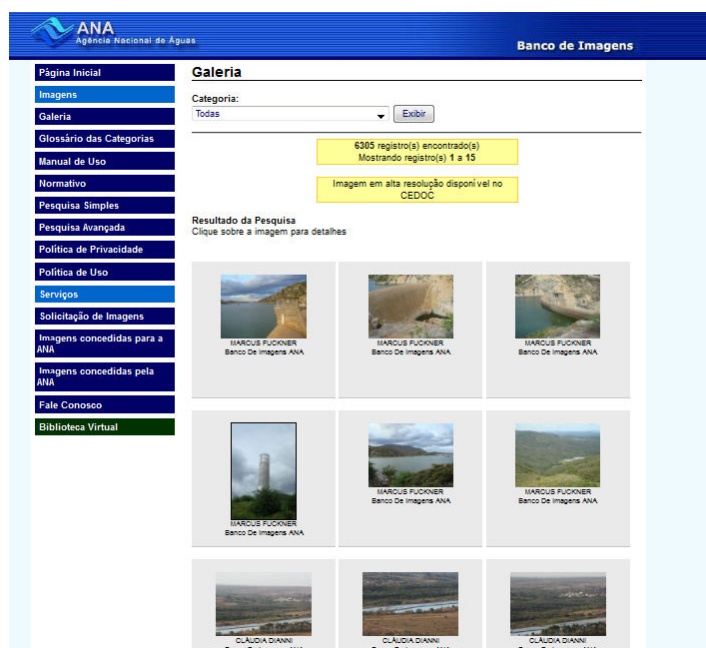 ANA
Agência Nacional de Águas
Banco de Imagens
Página Inicial
Imagens
Galeria
Glossário das Categorias
Manual de Uso
Normativo
Pesquisa Simples
Pesquisa Avançada
Política de Privacidade
Política de Uso
Serviços
Solicitação de Imagens
Imagens concedidas para a
ANA
Imagens concedidas pela
ANA
Fale Conosco
Biblioteca Virtual
Galeria
Categoria:
Todas
Exibir
6305 registro(s) encontrado(s)
Mostrando registro(s) 1 a 15
Imagem em alta resolução disponível no
CEDOC
Resultado da Pesquisa
Clique sobre a imagem para detalhes
MARCUS FUCKNER
Banco De Imagens ANA
MARCUS FUCKNER
Banco De Imagens ANA
MARCUS FUCKNER
Banco De Imagens ANA
MARCUS FUCKNER
Banco De Imagens ANA
MARCUS FUCKNER
Banco De Imagens ANA
MARCUS FUCKNER
Banco De Imagens ANA
CLÁUDIA DIANNI
CLÁUDIA DIANNI
CLÁUDIA DIANNI